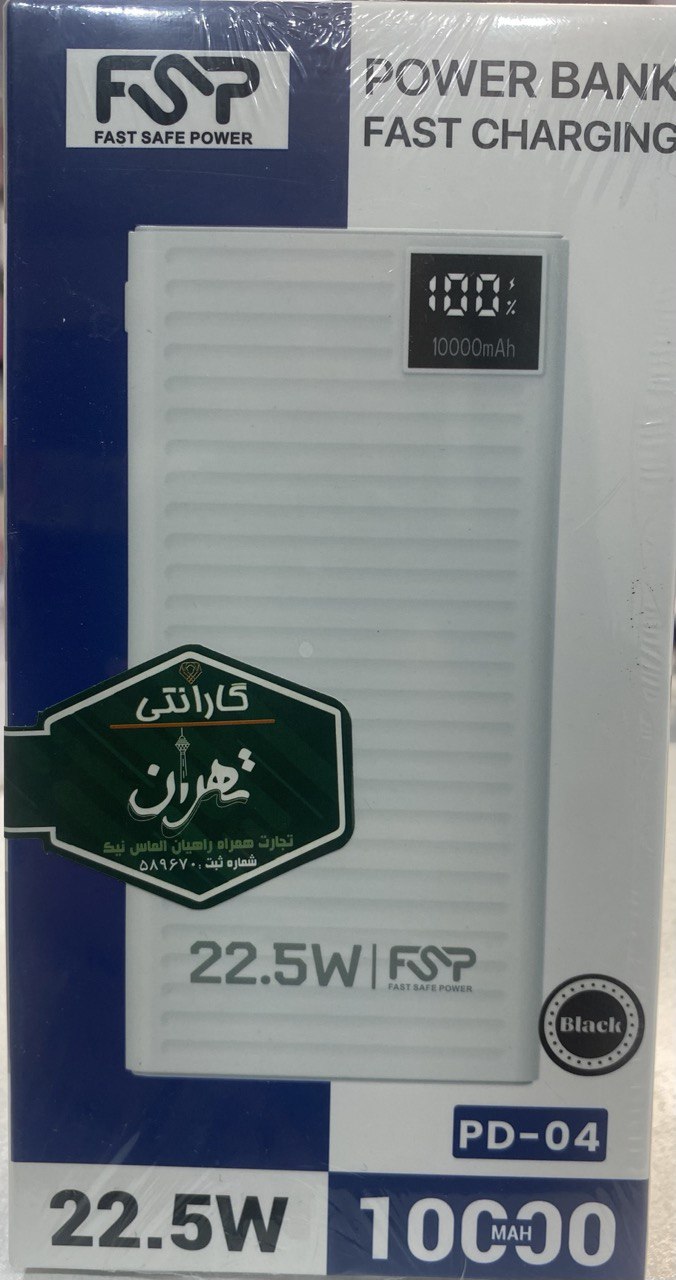 FSP
FAST SAFE POWER
POWER BANK
FAST CHARGING
100%
10000mAh
گارانتی
تهران
تجارت همراه راهیان الماس نیک
شماره ثبت : ۵۸۹۶۷۰
22.5W | FSP
FAST SAFE POWER
Black
PD-04
22.5W
10000
MAH